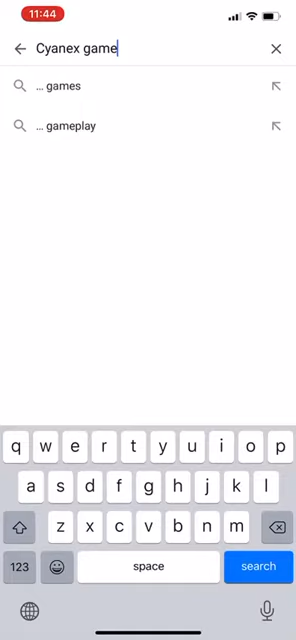 11:44
Cyanex game
... games
... gameplay
q w e r t y u i o p
a s d f g h j k l
z x c v b n m
123 space search